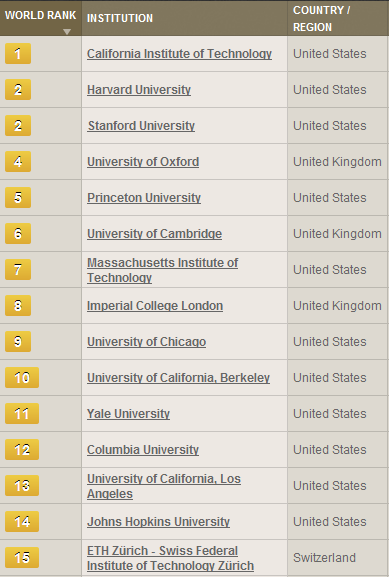 WORLD RANK INSTITUTION COUNTRY / REGION
1 California Institute of Technology United States
2 Harvard University United States
2 Stanford University United States
4 University of Oxford United Kingdom
5 Princeton University United States
6 University of Cambridge United Kingdom
7 Massachusetts Institute of Technology United States
8 Imperial College London United Kingdom
9 University of Chicago United States
10 University of California, Berkeley United States
11 Yale University United States
12 Columbia University United States
13 University of California, Los Angeles United States
14 Johns Hopkins University United States
15 ETH Zürich - Swiss Federal Institute of Technology Zürich Switzerland